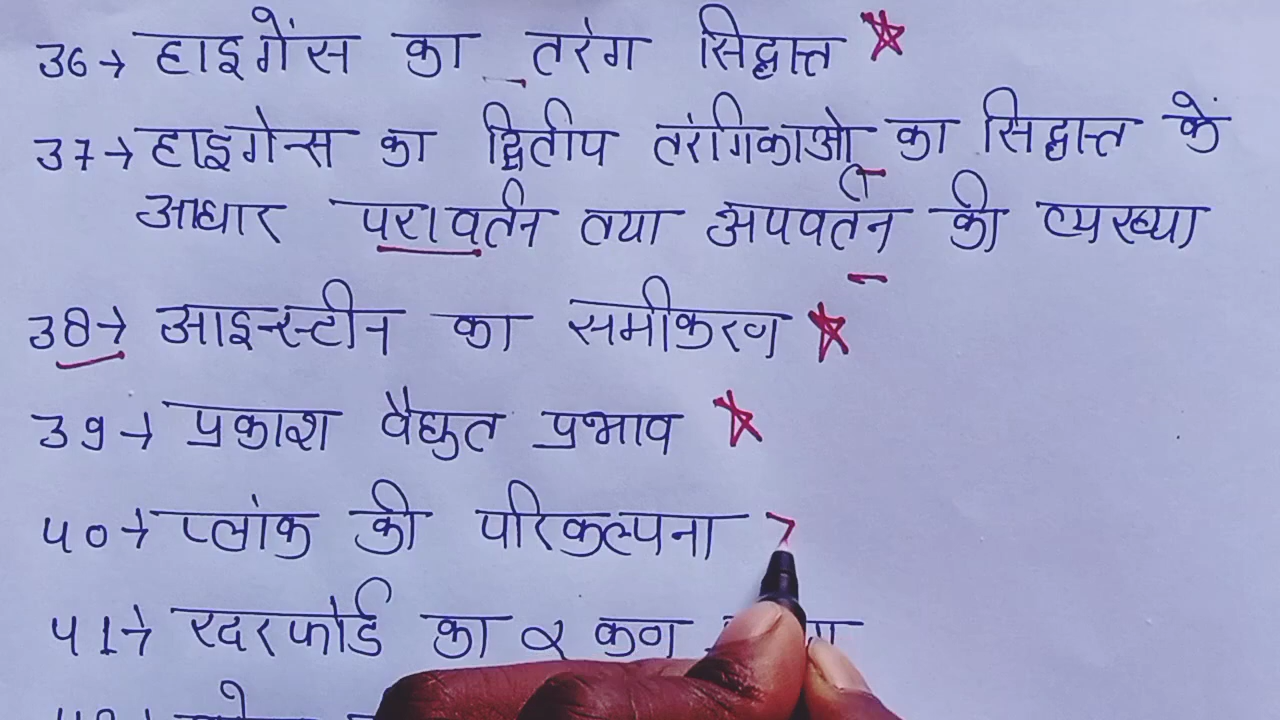 36→ हाइगेंस का तरंग सिद्धान्त
37→ हाइगेन्स का द्वितीय तरंगिकाओ का सिद्धान्त कें
आधार परावर्तन तथा अपवर्तन की व्यख्या
38→ आइन्स्टीन का समीकरण
39→ प्रकाश वैद्युत प्रभाव
40→ प्लांक की परिकल्पना
41→ रदरफोर्ड का α कण